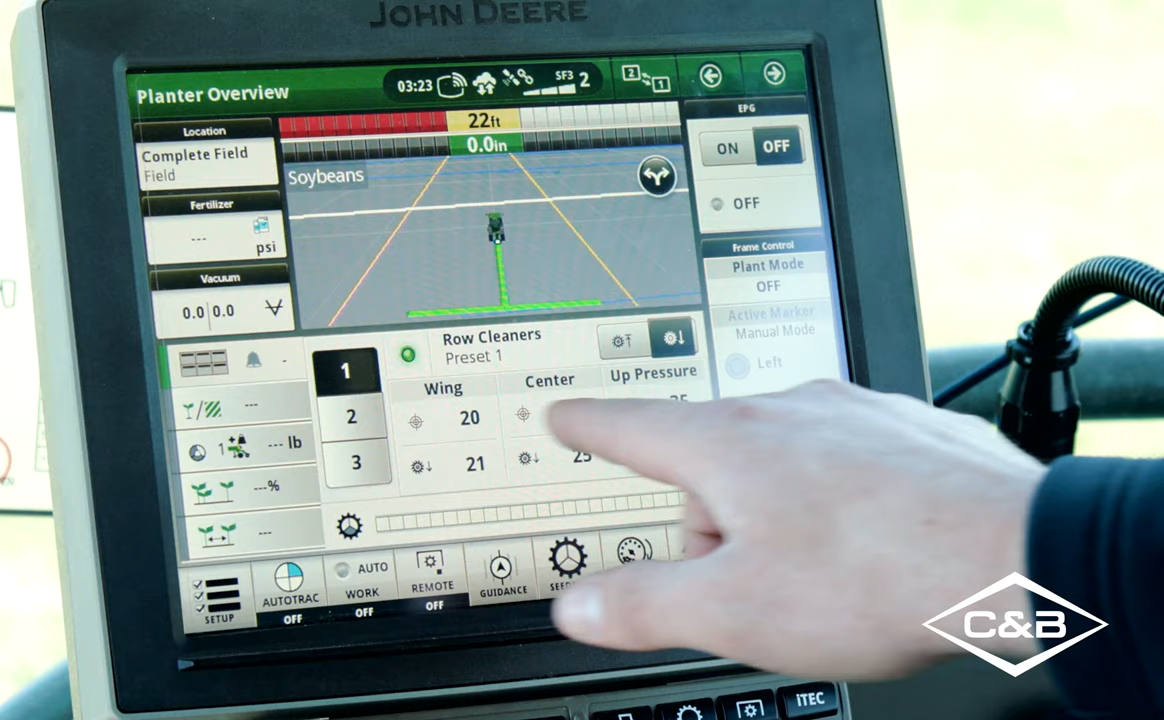 JOHN DEERE
Planter Overview
03:23
SF3 2
2 1
Location
Complete Field
Field
22ft
0.0in
EPG
ON OFF
OFF
Soybeans
Fertilizer
---
psi
Vacuum
0.0 0.0
Frame Control
Plant Mode
OFF
Active Marker
Manual Mode
Left
Row Cleaners
Preset 1
-
1
2
3
Wing
Center
Up Pressure
20
21
---
1 --- lb
---%
---
SETUP
AUTOTRAC
OFF
AUTO
WORK
OFF
REMOTE
OFF
GUIDANCE
iTEC
C&B